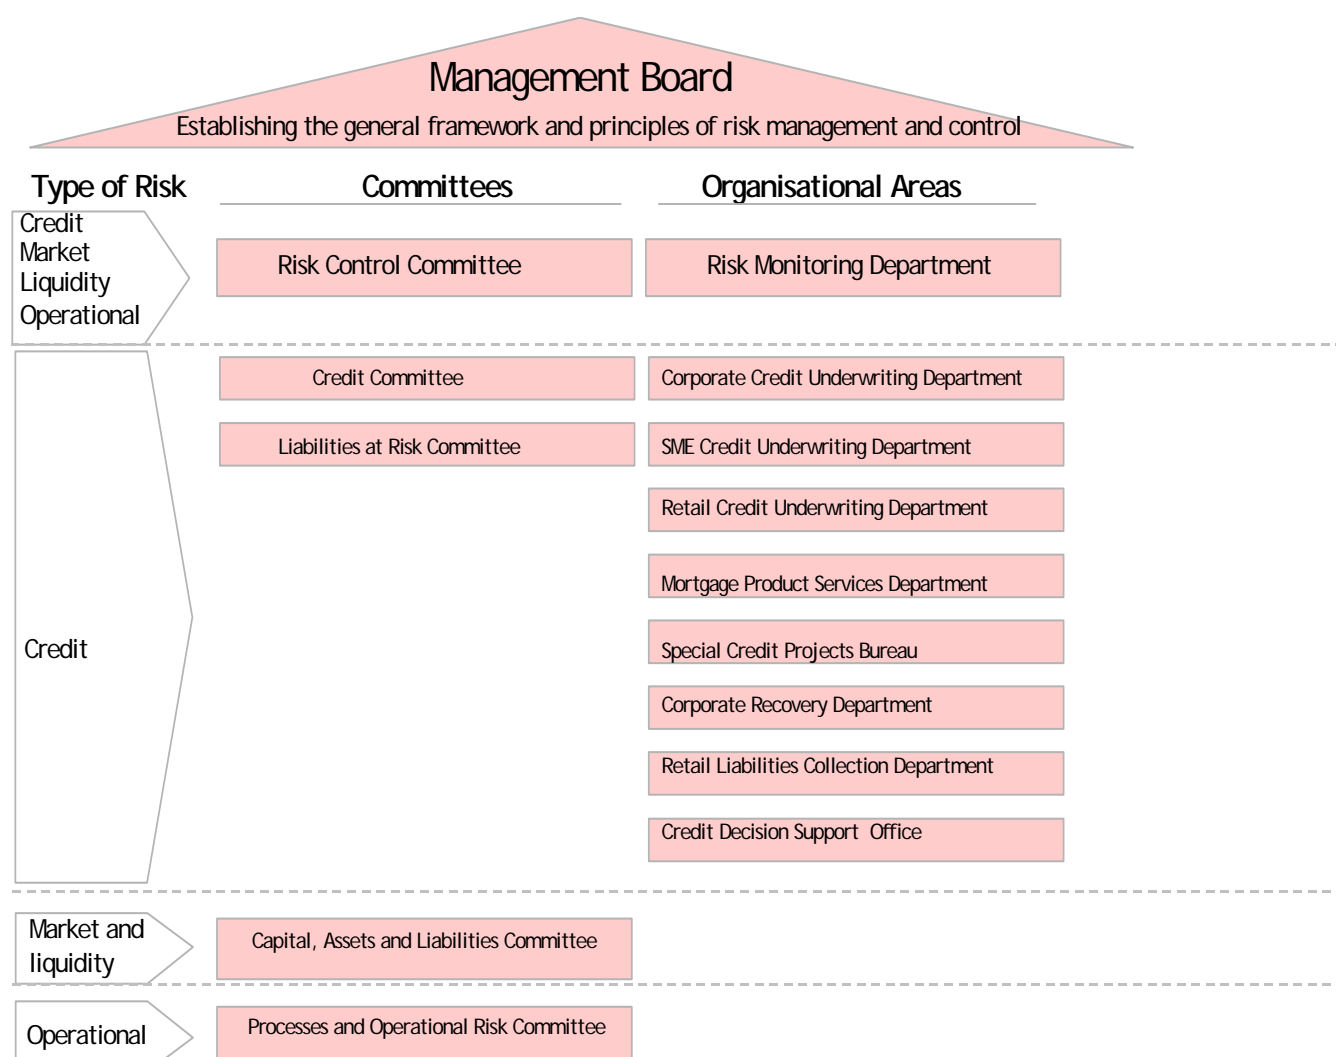 Management Board
Establishing the general framework and principles of risk management and control
Type of Risk
Committees
Organisational Areas
Credit
Market
Liquidity
Operational
Risk Control Committee
Risk Monitoring Department
Credit
Credit Committee
Corporate Credit Underwriting Department
Liabilities at Risk Committee
SME Credit Underwriting Department
Retail Credit Underwriting Department
Mortgage Product Services Department
Special Credit Projects Bureau
Corporate Recovery Department
Retail Liabilities Collection Department
Credit Decision Support Office
Market and
liquidity
Capital, Assets and Liabilities Committee
Operational
Processes and Operational Risk Committee